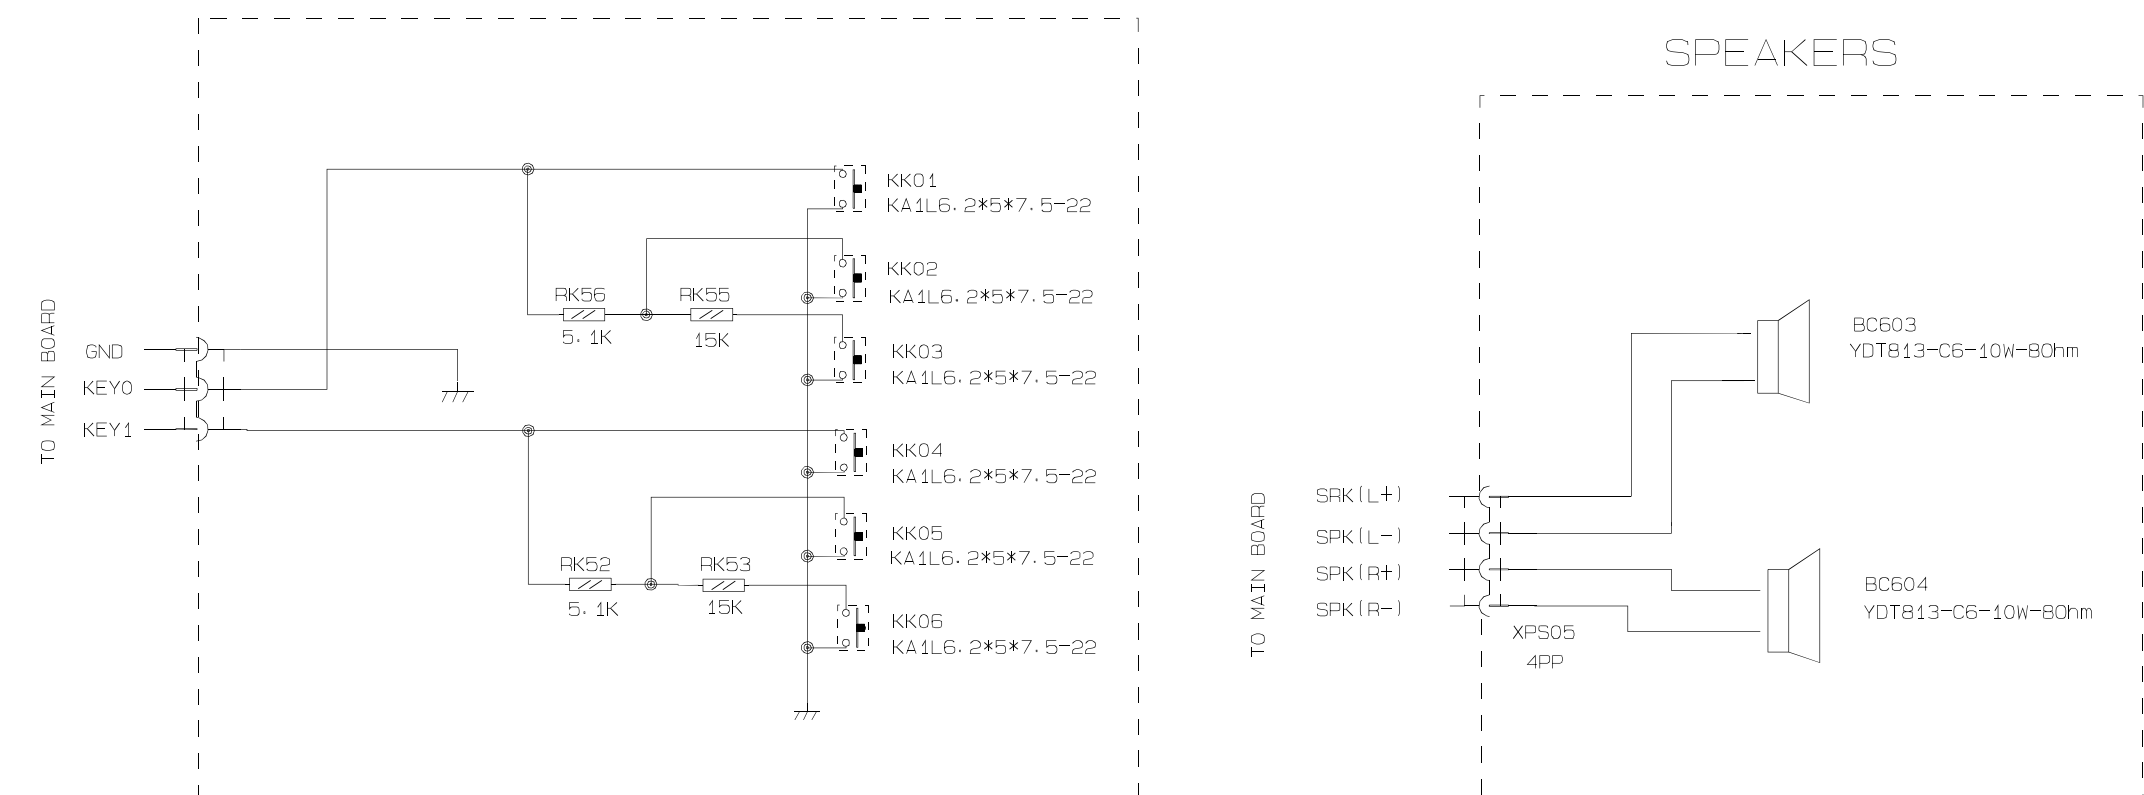 SPEAKERS
KK01
KA1L6.2*5*7.5-22
KK02
KA1L6.2*5*7.5-22
RK56
5.1K
RK55
15K
KK03
KA1L6.2*5*7.5-22
TO MAIN BOARD
GND
KEY0
KEY1
KK04
KA1L6.2*5*7.5-22
KK05
KA1L6.2*5*7.5-22
RK52
5.1K
RK53
15K
KK06
KA1L6.2*5*7.5-22
BC603
YDT813-C6-10W-8Ohm
TO MAIN BOARD
SRK(L+)
SPK(L-)
SPK(R+)
SPK(R-)
XPS05
4PP
BC604
YDT813-C6-10W-8Ohm